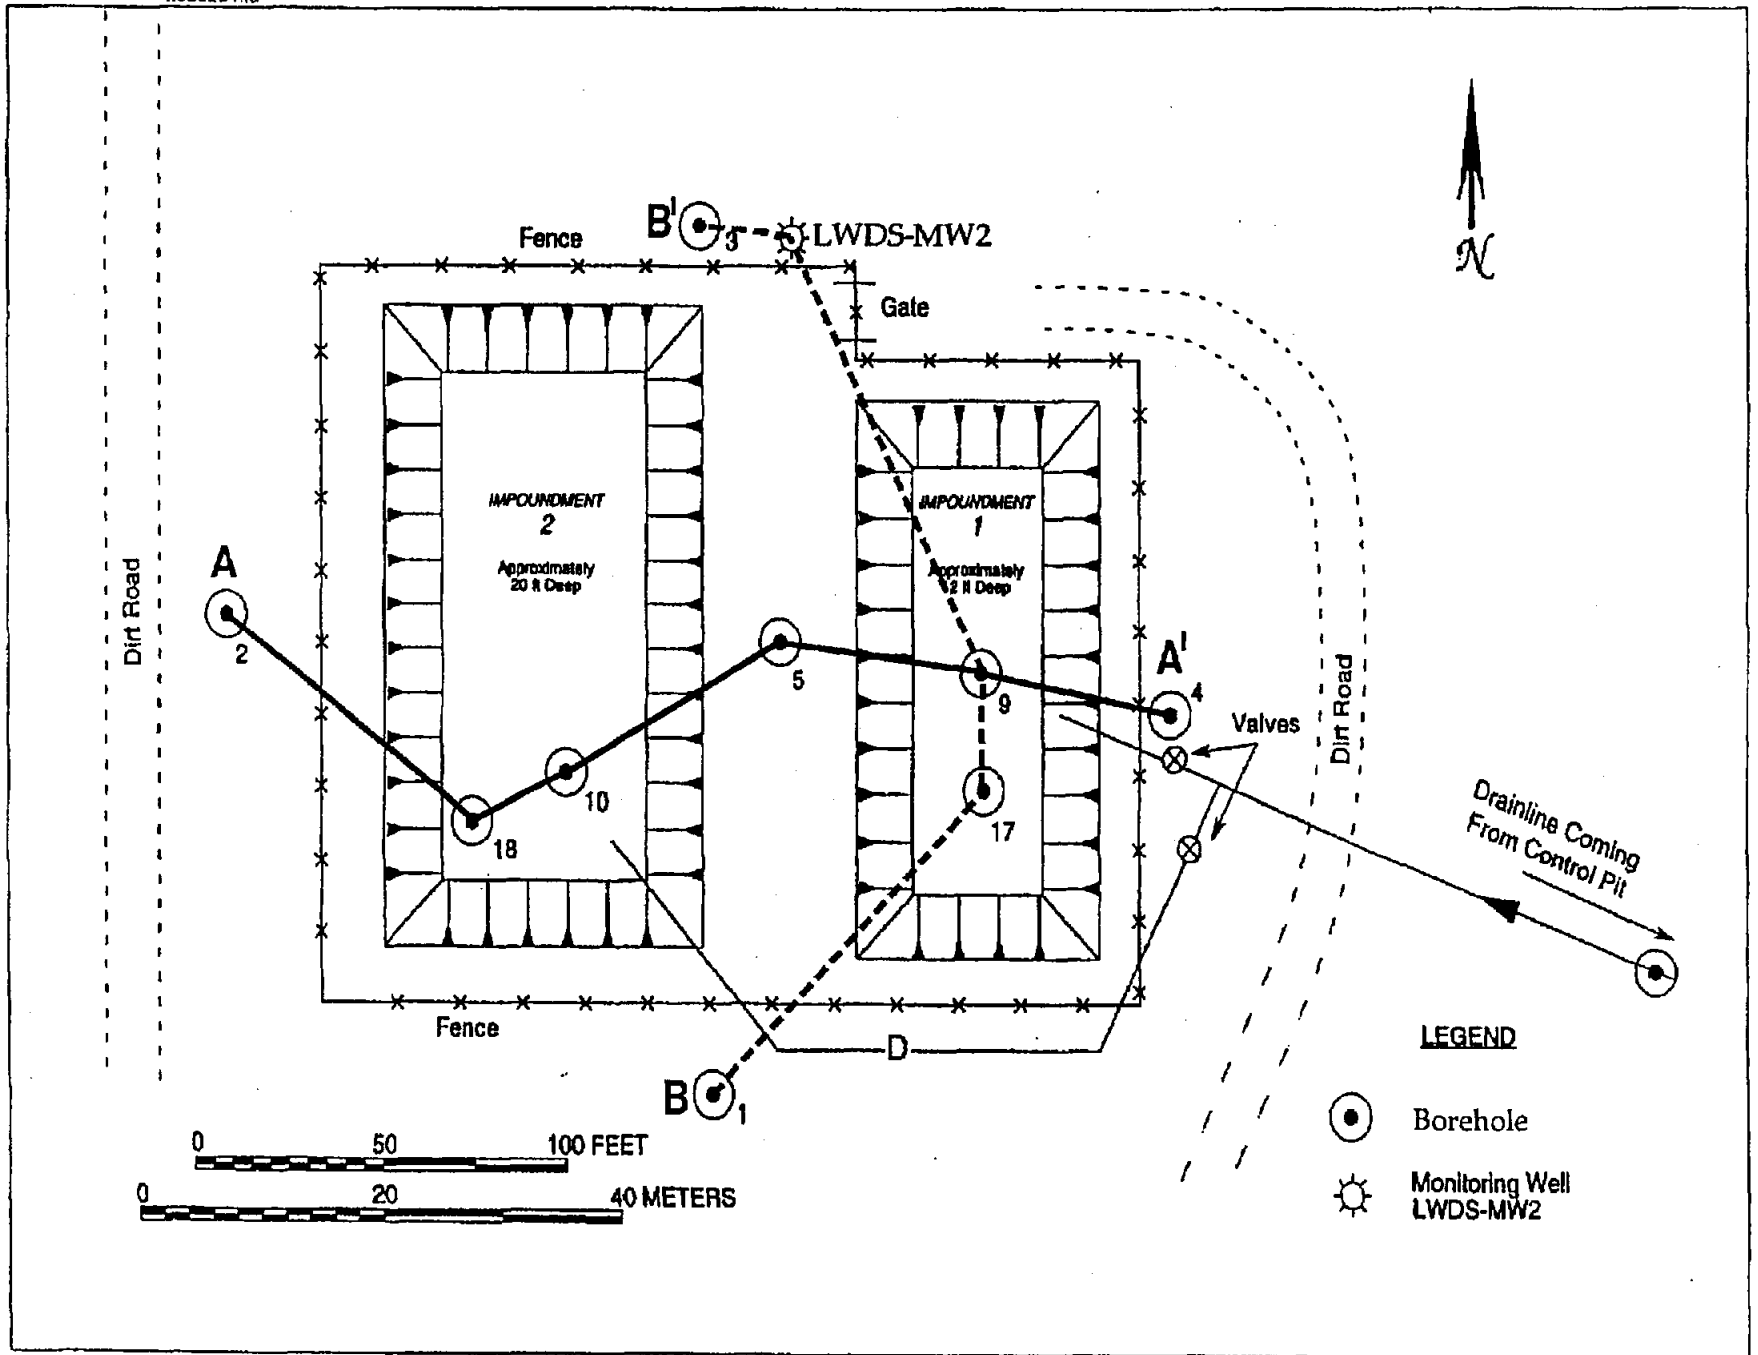 B'
3
LWDS-MW2
Fence
N
Gate
IMPOUNDMENT
2
Approximately
20 ft Deep
IMPOUNDMENT
1
Approximately
2 ft Deep
A
2
Dirt Road
5
9
A'
4
Valves
Dirt Road
10
18
17
Drainline Coming
From Control Pit
Fence
D
B
1
LEGEND
Borehole
Monitoring Well
LWDS-MW2
0 50 100 FEET
0 20 40 METERS